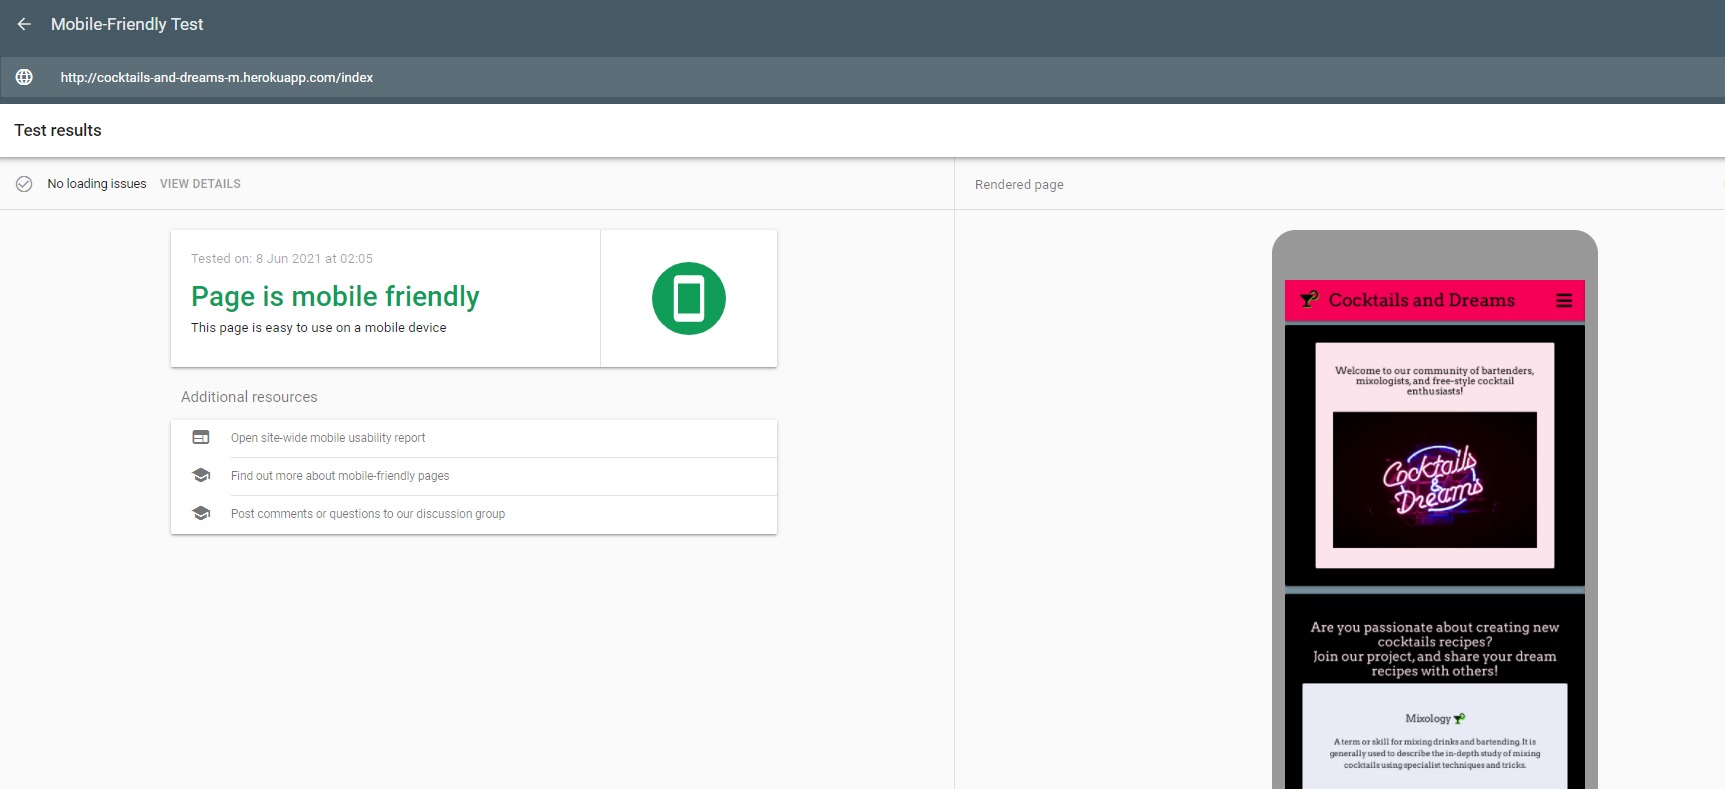 Mobile-Friendly Test
http://cocktails-and-dreams-m.herokuapp.com/index
Test results
No loading issues VIEW DETAILS
Tested on: 8 Jun 2021 at 02:05
Page is mobile friendly
This page is easy to use on a mobile device
Additional resources
Open site-wide mobile usability report
Find out more about mobile-friendly pages
Post comments or questions to our discussion group
Rendered page
Cocktails and Dreams
Welcome to our community of bartenders,
mixologists, and free-style cocktail
enthusiasts!
Cocktails
&
Dreams
Are you passionate about creating new
cocktails recipes?
Join our project, and share your dream
recipes with others!
Mixology
A term or skill for mixing drinks and bartending. It is
generally used to describe the in-depth study of mixing
cocktails using specialist techniques and tricks.